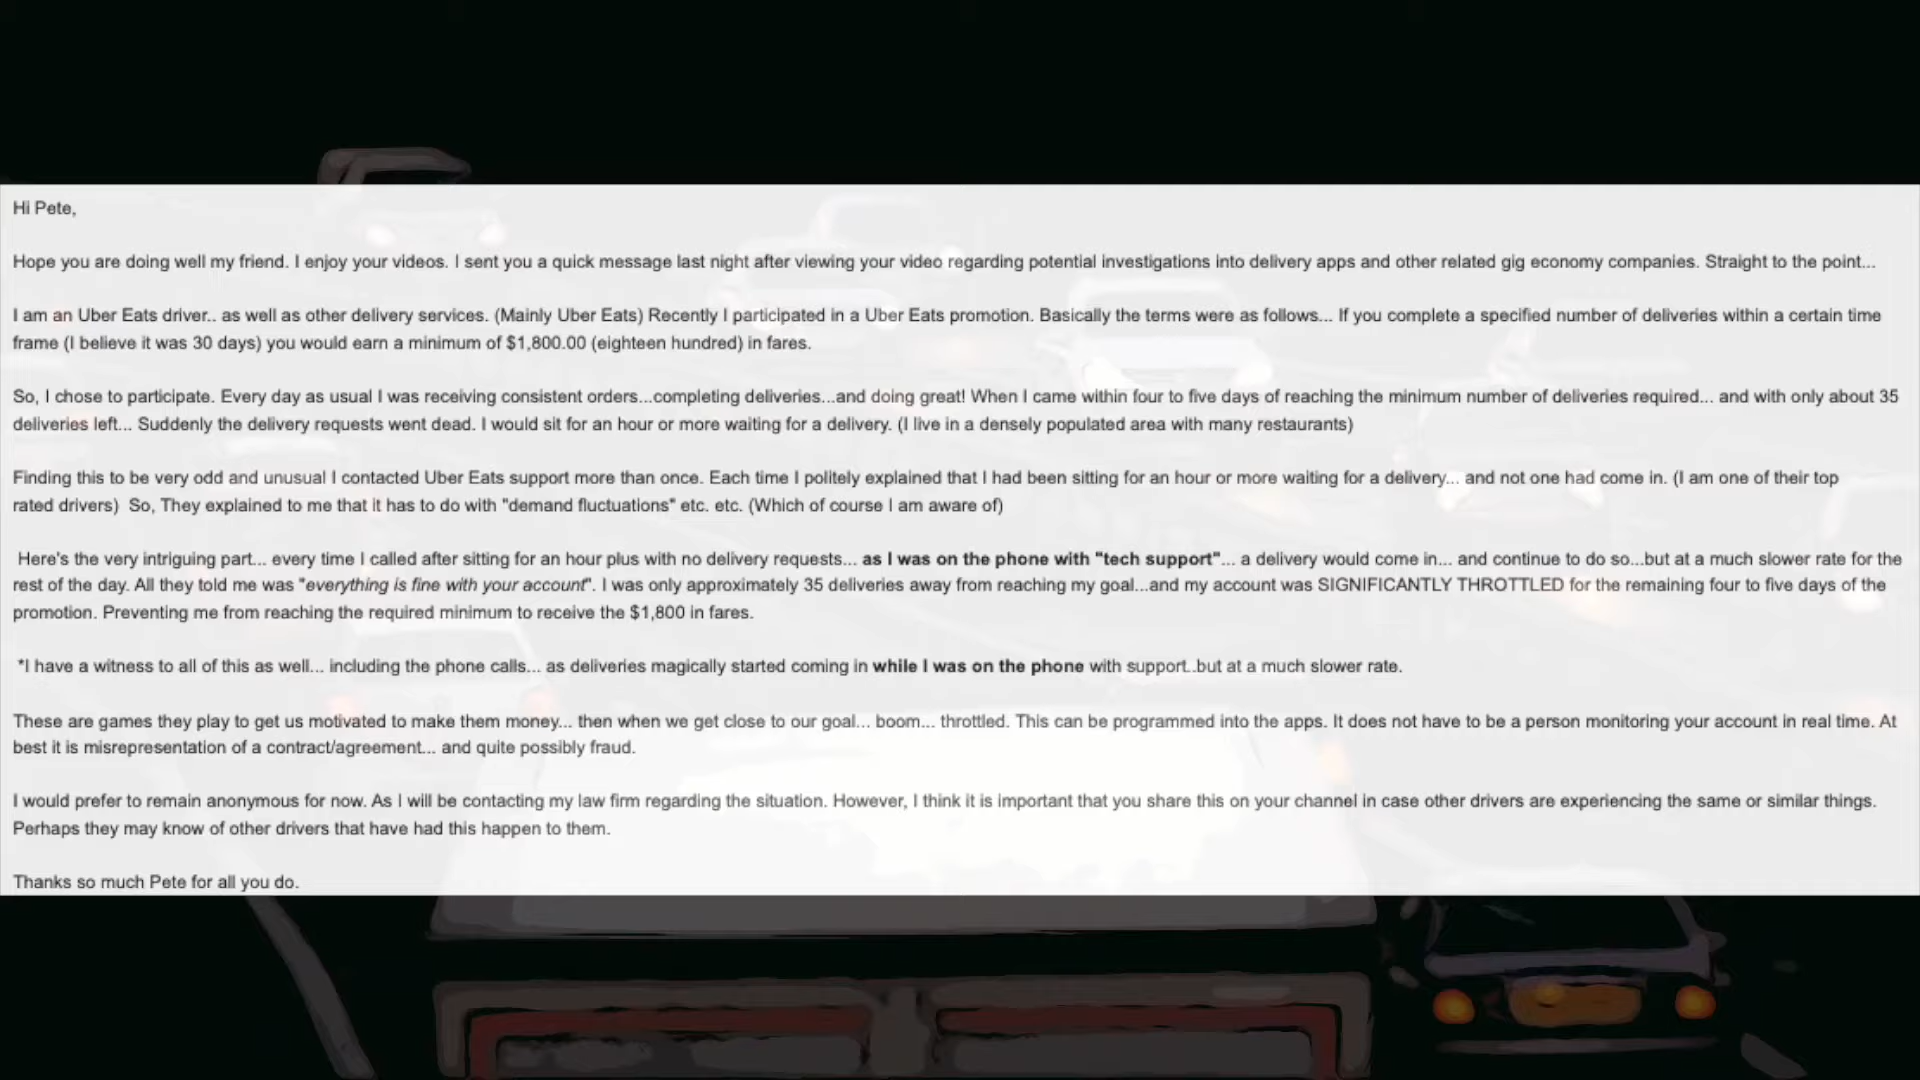 Hi Pete,
Hope you are doing well my friend. I enjoy your videos. I sent you a quick message last night after viewing your video regarding potential investigations into delivery apps and other related gig economy companies. Straight to the point...
I am an Uber Eats driver.. as well as other delivery services. (Mainly Uber Eats) Recently I participated in a Uber Eats promotion. Basically the terms were as follows... If you complete a specified number of deliveries within a certain time
frame (I believe it was 30 days) you would earn a minimum of $1,800.00 (eighteen hundred) in fares.
So, I chose to participate. Every day as usual I was receiving consistent orders...completing deliveries...and doing great! When I came within four to five days of reaching the minimum number of deliveries required... and with only about 35
deliveries left... Suddenly the delivery requests went dead. I would sit for an hour or more waiting for a delivery. (I live in a densely populated area with many restaurants)
Finding this to be very odd and unusual I contacted Uber Eats support more than once. Each time I politely explained that I had been sitting for an hour or more waiting for a delivery... and not one had come in. (I am one of their top
rated drivers)  So, They explained to me that it has to do with "demand fluctuations" etc. etc. (Which of course I am aware of)
Here's the very intriguing part... every time I called after sitting for an hour plus with no delivery requests... as I was on the phone with "tech support"... a delivery would come in... and continue to do so...but at a much slower rate for the
rest of the day. All they told me was "everything is fine with your account". I was only approximately 35 deliveries away from reaching my goal...and my account was SIGNIFICANTLY THROTTLED for the remaining four to five days of the
promotion. Preventing me from reaching the required minimum to receive the $1,800 in fares.
*I have a witness to all of this as well... including the phone calls... as deliveries magically started coming in while I was on the phone with support..but at a much slower rate.
These are games they play to get us motivated to make them money... then when we get close to our goal... boom... throttled. This can be programmed into the apps. It does not have to be a person monitoring your account in real time. At
best it is misrepresentation of a contract/agreement... and quite possibly fraud.
I would prefer to remain anonymous for now. As I will be contacting my law firm regarding the situation. However, I think it is important that you share this on your channel in case other drivers are experiencing the same or similar things.
Perhaps they may know of other drivers that have had this happen to them.
Thanks so much Pete for all you do.